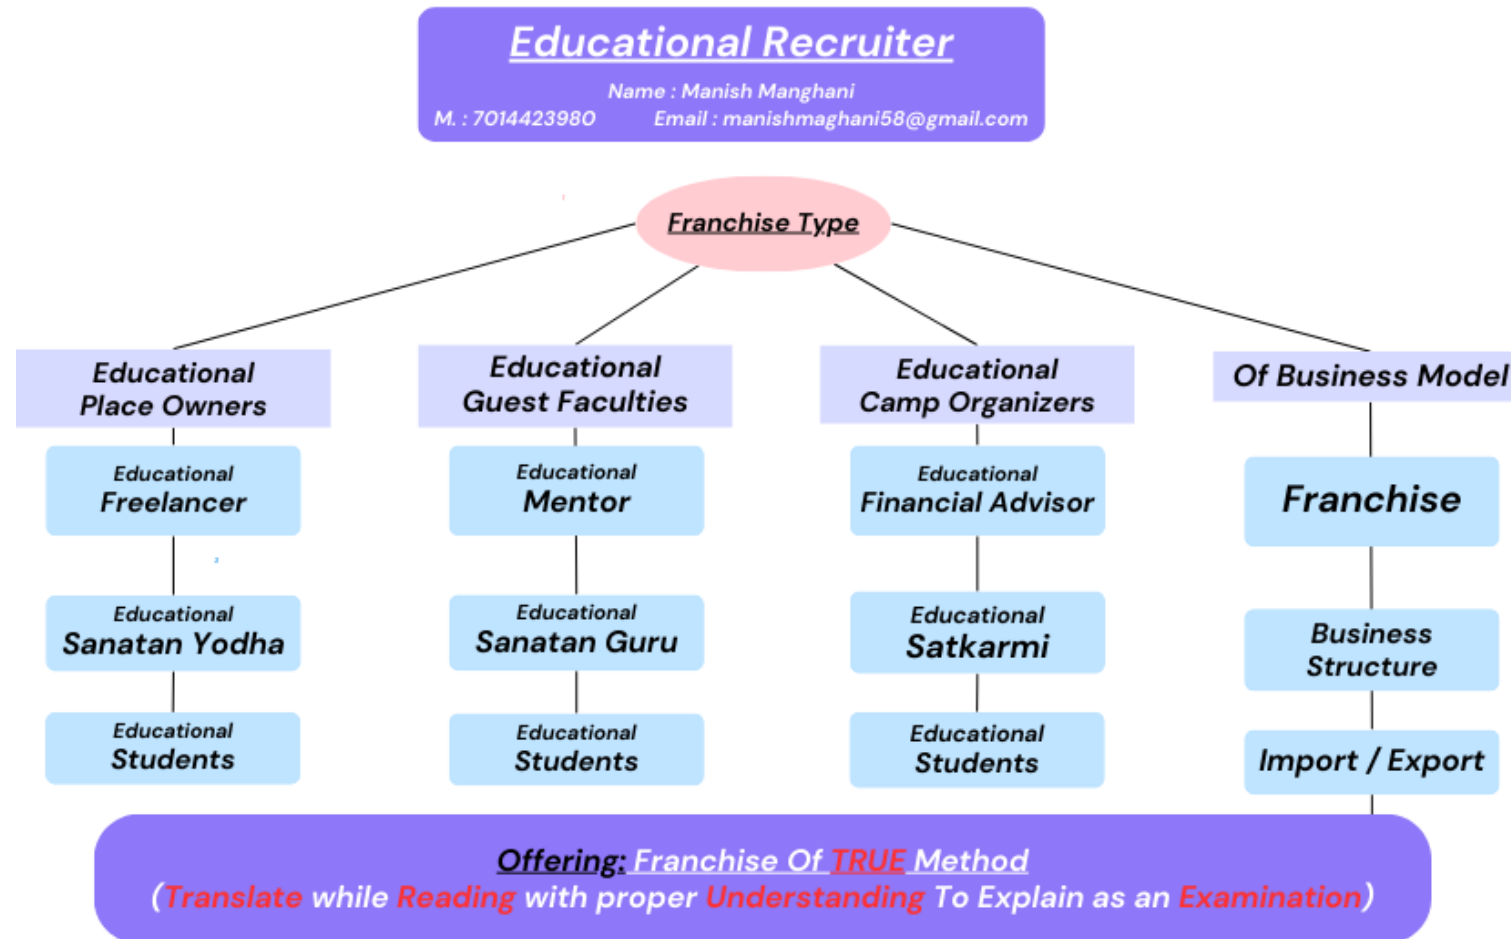 Educational Recruiter
Name : Manish Manghani
M. : 7014423980 Email : manishmaghani58@gmail.com
Franchise Type
Educational
Place Owners
Educational
Freelancer
Educational
Sanatan Yodha
Educational
Students
Educational
Guest Faculties
Educational
Mentor
Educational
Sanatan Guru
Educational
Students
Educational
Camp Organizers
Educational
Financial Advisor
Educational
Satkarmi
Educational
Students
Of Business Model
Franchise
Business
Structure
Import / Export
Offering: Franchise Of TRUE Method
(Translate while Reading with proper Understanding To Explain as an Examination)